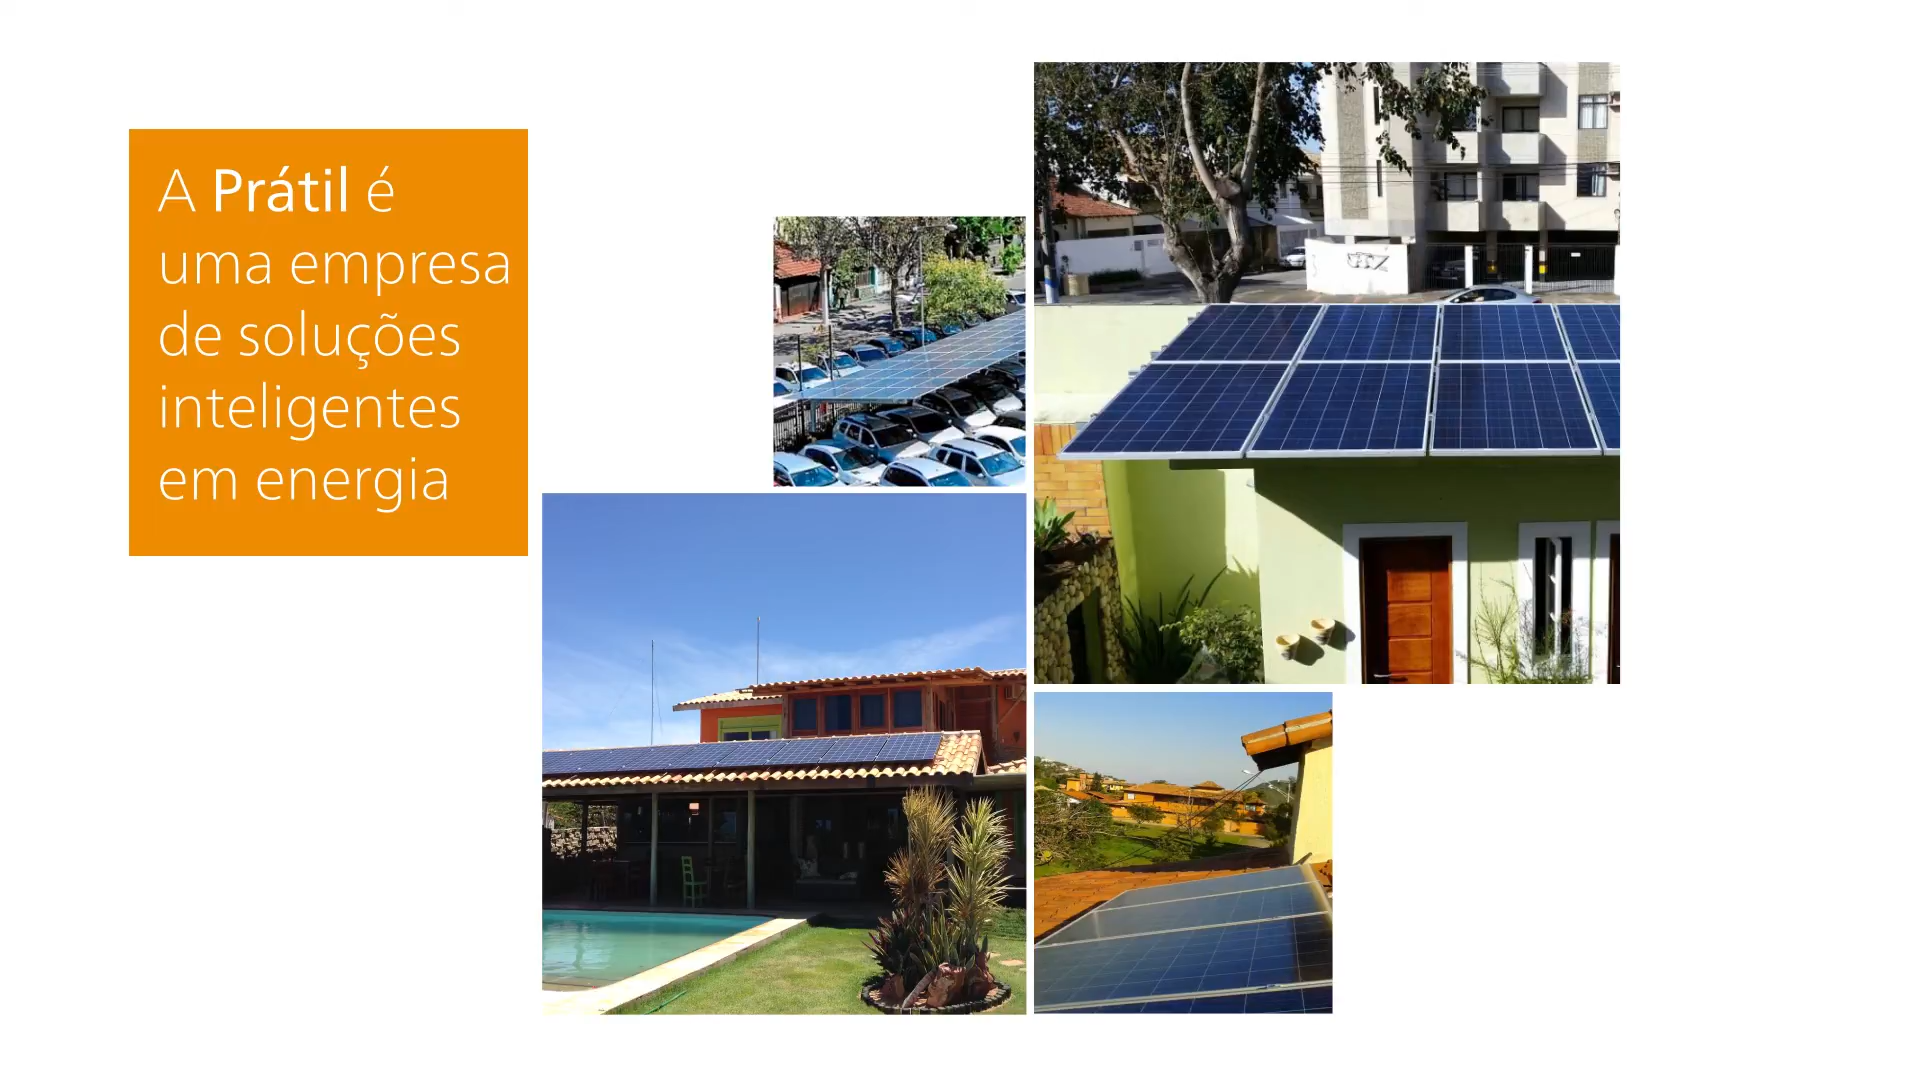 A Prátil é
uma empresa
de soluções
inteligentes
em energia